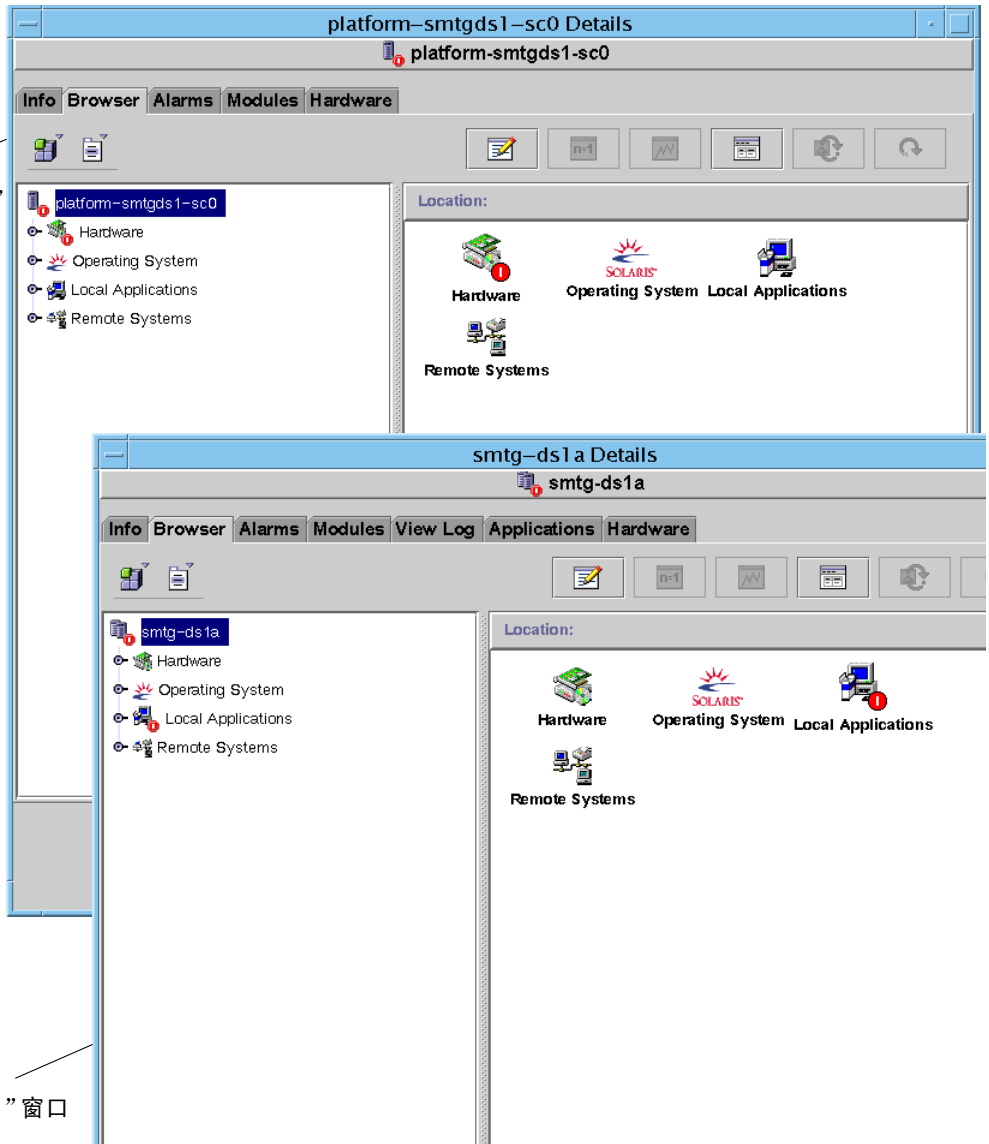 platform-smtgds1-sc0 Details
platform-smtgds1-sc0
Info Browser Alarms Modules Hardware
n=1
”
platform-smtgds1-sc0
Location:
Hardware
Operating System
Local Applications
Remote Systems
SOLARIS
Hardware Operating System Local Applications
Remote Systems
smtg-ds1a Details
smtg-ds1a
Info Browser Alarms Modules View Log Applications Hardware
n=1
smtg-ds1a
Location:
Hardware
Operating System
Local Applications
Remote Systems
SOLARIS
Hardware Operating System Local Applications
Remote Systems
”窗口